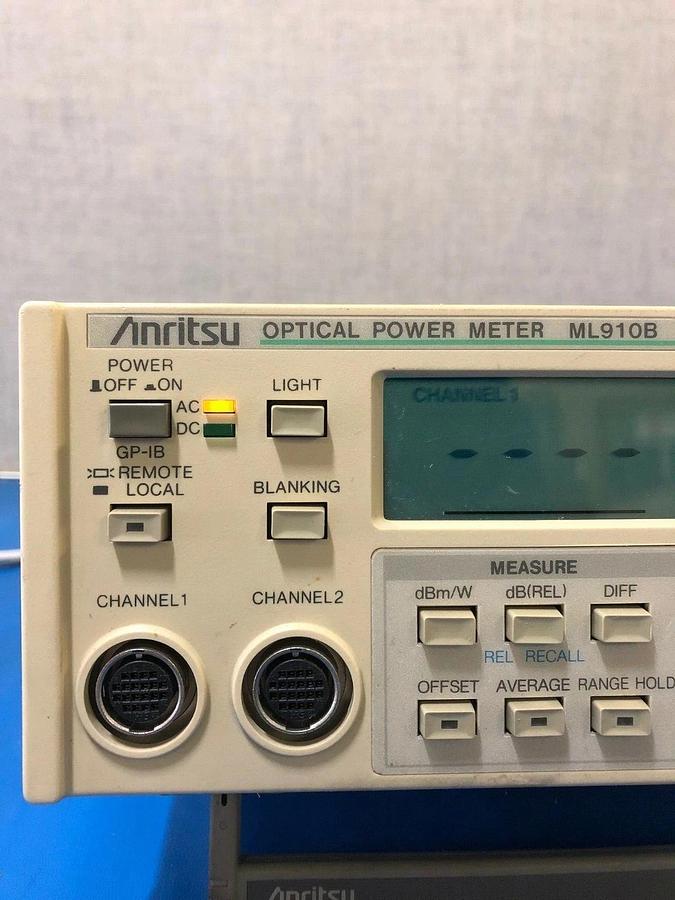 Anritsu OPTICAL POWER METER ML910B
POWER
OFF ON
AC
DC
LIGHT
CHANNEL 1
- - - -
GP-IB
REMOTE
LOCAL
BLANKING
MEASURE
dBm/W dB(REL) DIFF
REL RECALL
OFFSET AVERAGE RANGE HOLD
CHANNEL1
CHANNEL2
Anritsu